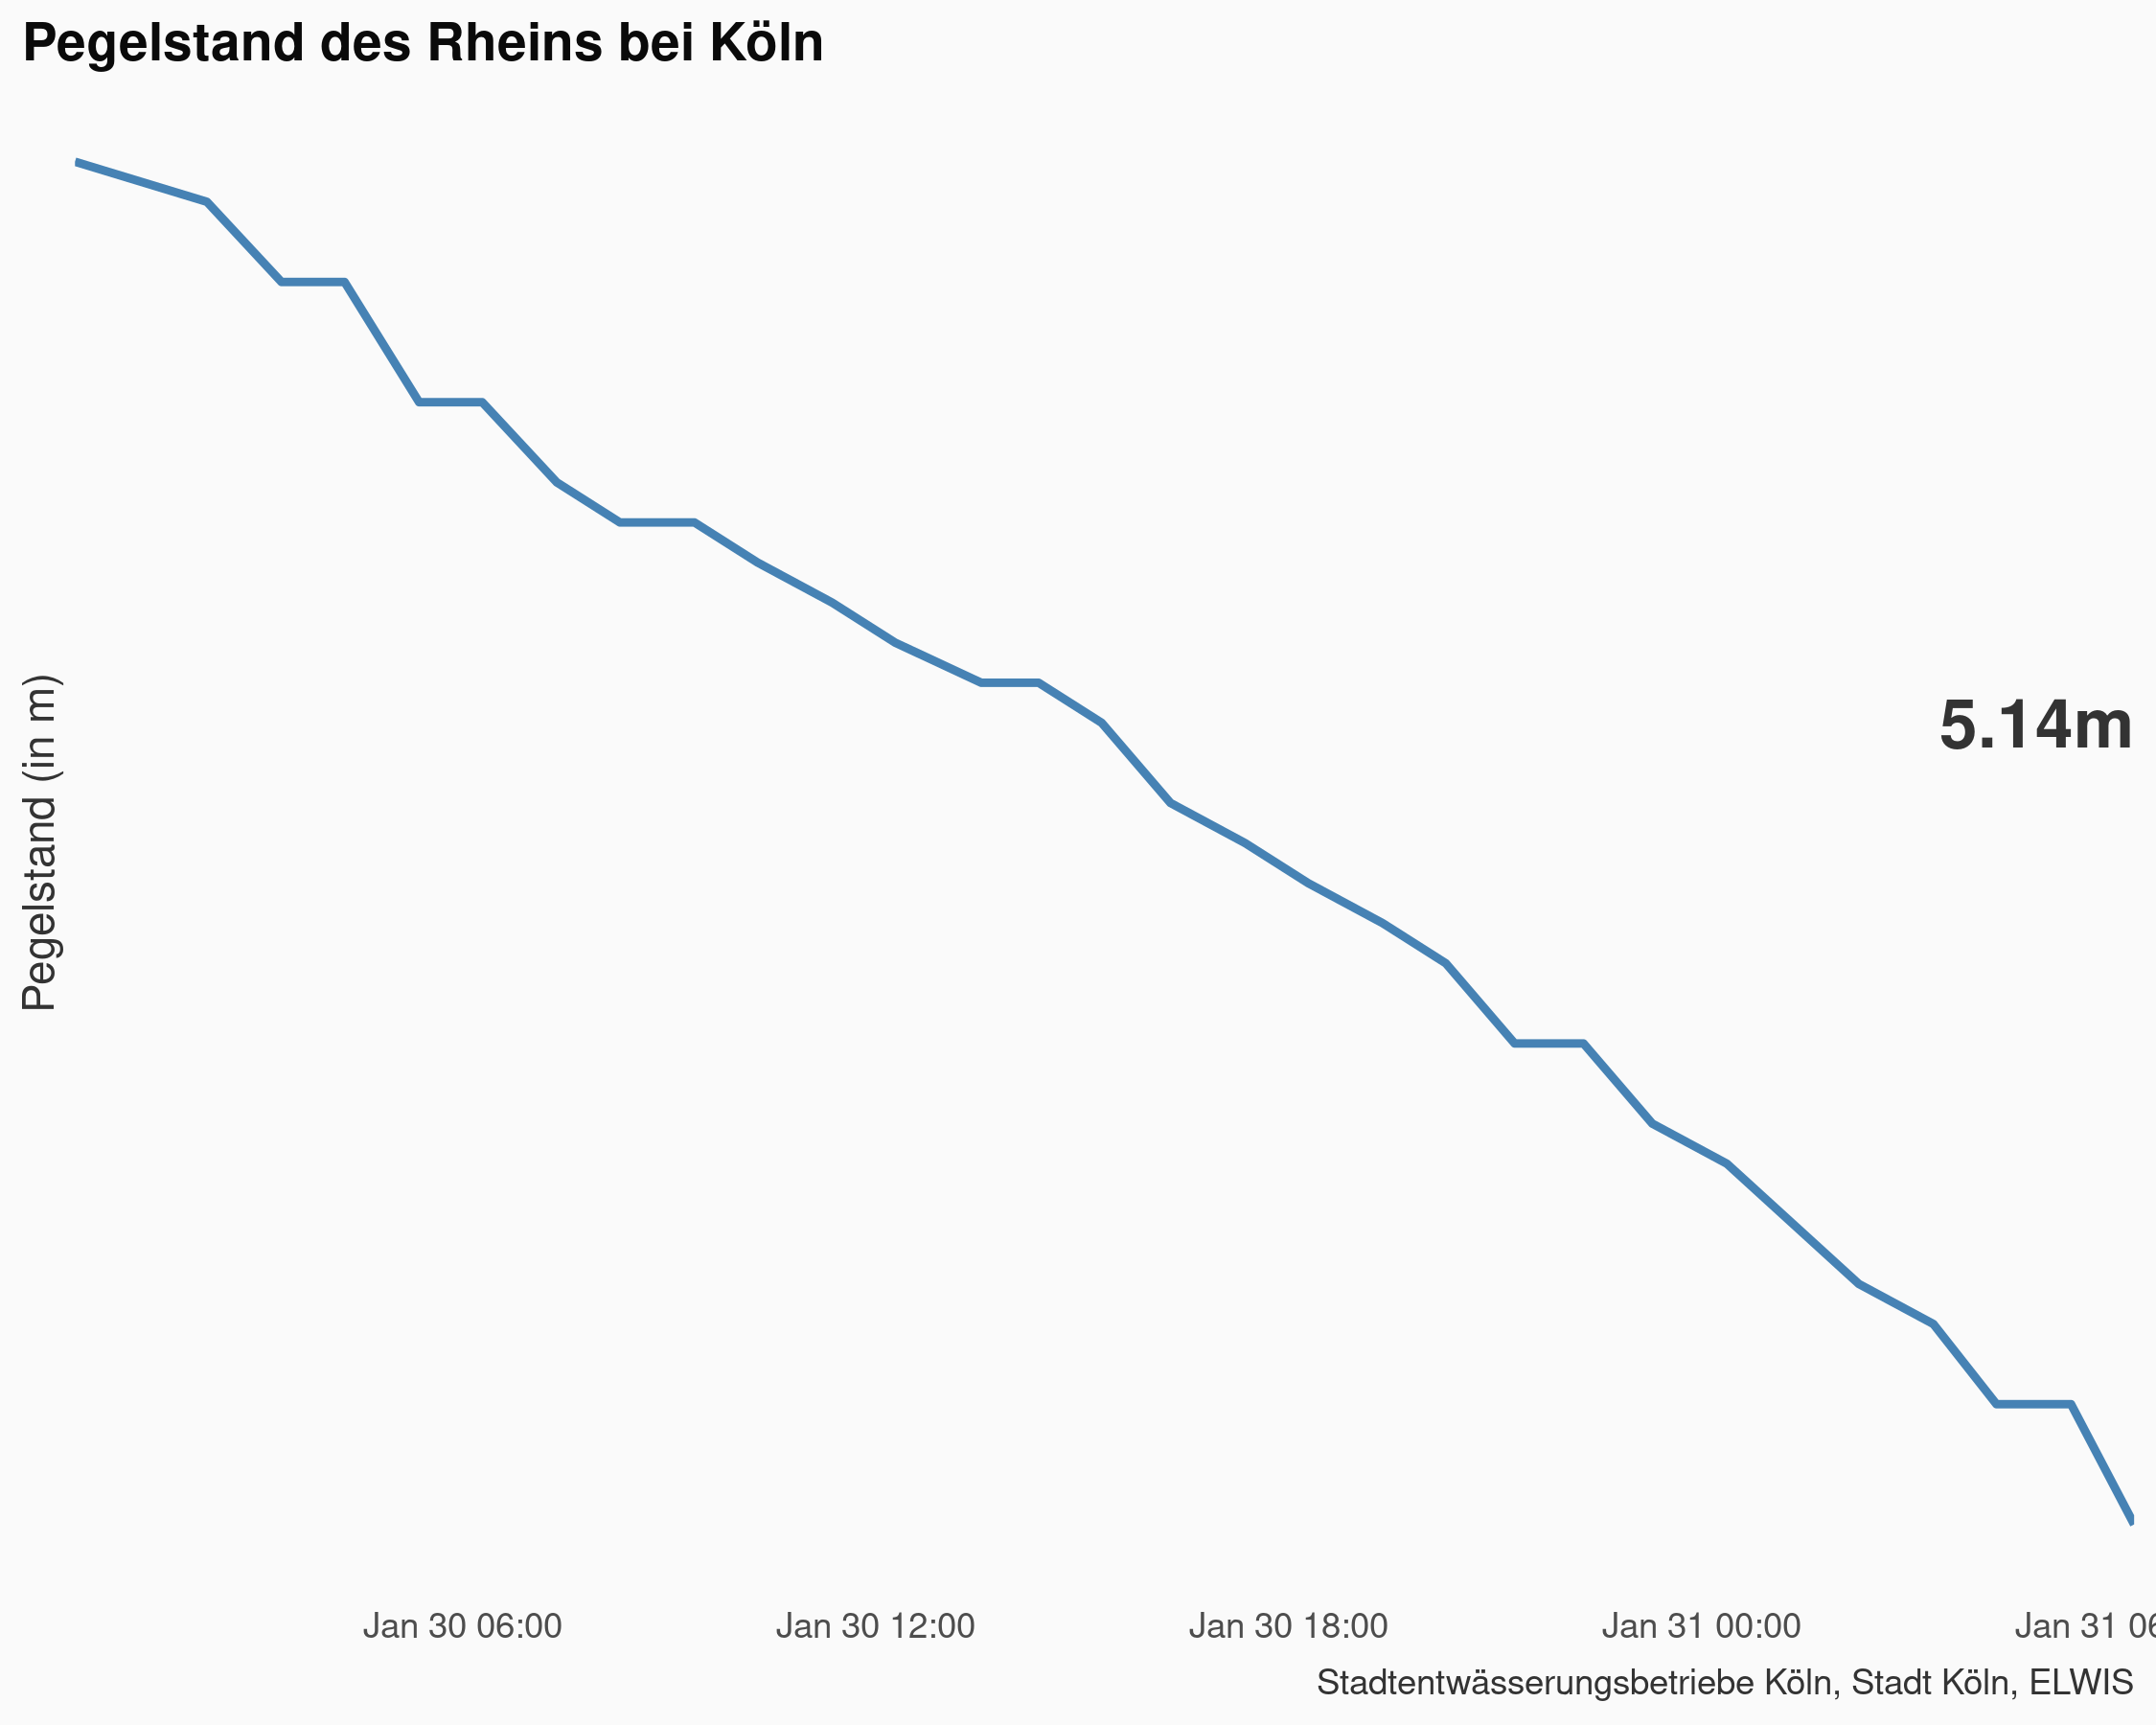 Pegelstand des Rheins bei Köln
Pegelstand (in m)
5.14m
Jan 30 06:00 Jan 30 12:00 Jan 30 18:00 Jan 31 00:00 Jan 31 06
Stadtentwässerungsbetriebe Köln, Stadt Köln, ELWIS